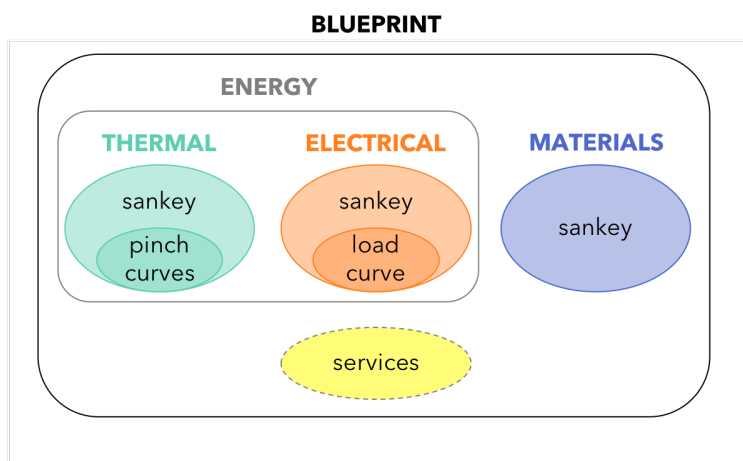 BLUEPRINT
ENERGY
THERMAL
ELECTRICAL
MATERIALS
sankey
sankey
sankey
pinch
curves
load
curve
services